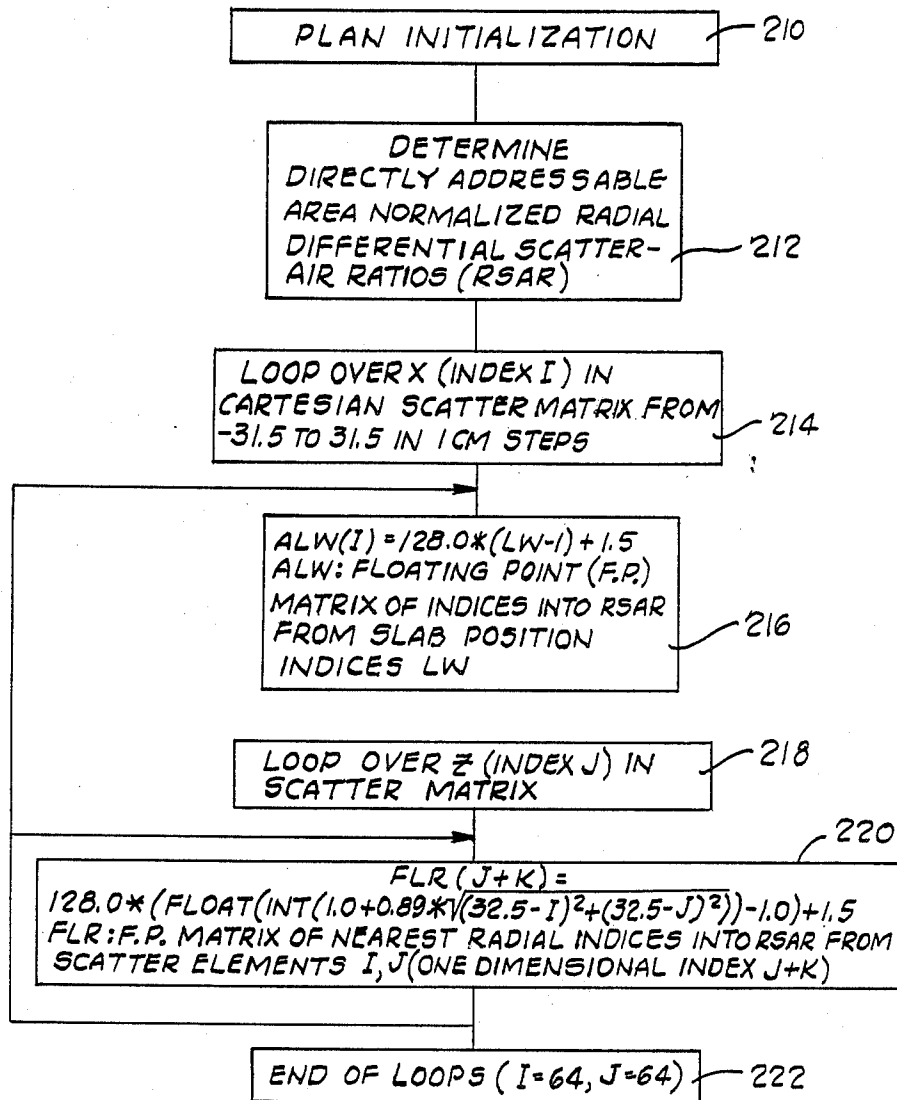 PLAN INITIALIZATION
210
DETERMINE
DIRECTLY ADDRESSABLE
AREA NORMALIZED RADIAL
DIFFERENTIAL SCATTER-
AIR RATIOS (RSAR)
212
LOOP OVER X (INDEX I) IN
CARTESIAN SCATTER MATRIX FROM
-31.5 TO 31.5 IN 1 CM STEPS
214
ALW(I)=128.0*(LW-1)+1.5
ALW: FLOATING POINT (F.P.)
MATRIX OF INDICES INTO RSAR
FROM SLAB POSITION
INDICES LW
216
LOOP OVER Z (INDEX J) IN
SCATTER MATRIX
218
220
FLR (J+K) =
128.0*(FLOAT(INT(1.0+0.89*√(32.5-I)²+(32.5-J)²))-1.0)+1.5
FLR: F.P. MATRIX OF NEAREST RADIAL INDICES INTO RSAR FROM
SCATTER ELEMENTS I, J (ONE DIMENSIONAL INDEX J+K)
END OF LOOPS (I=64, J=64)
222